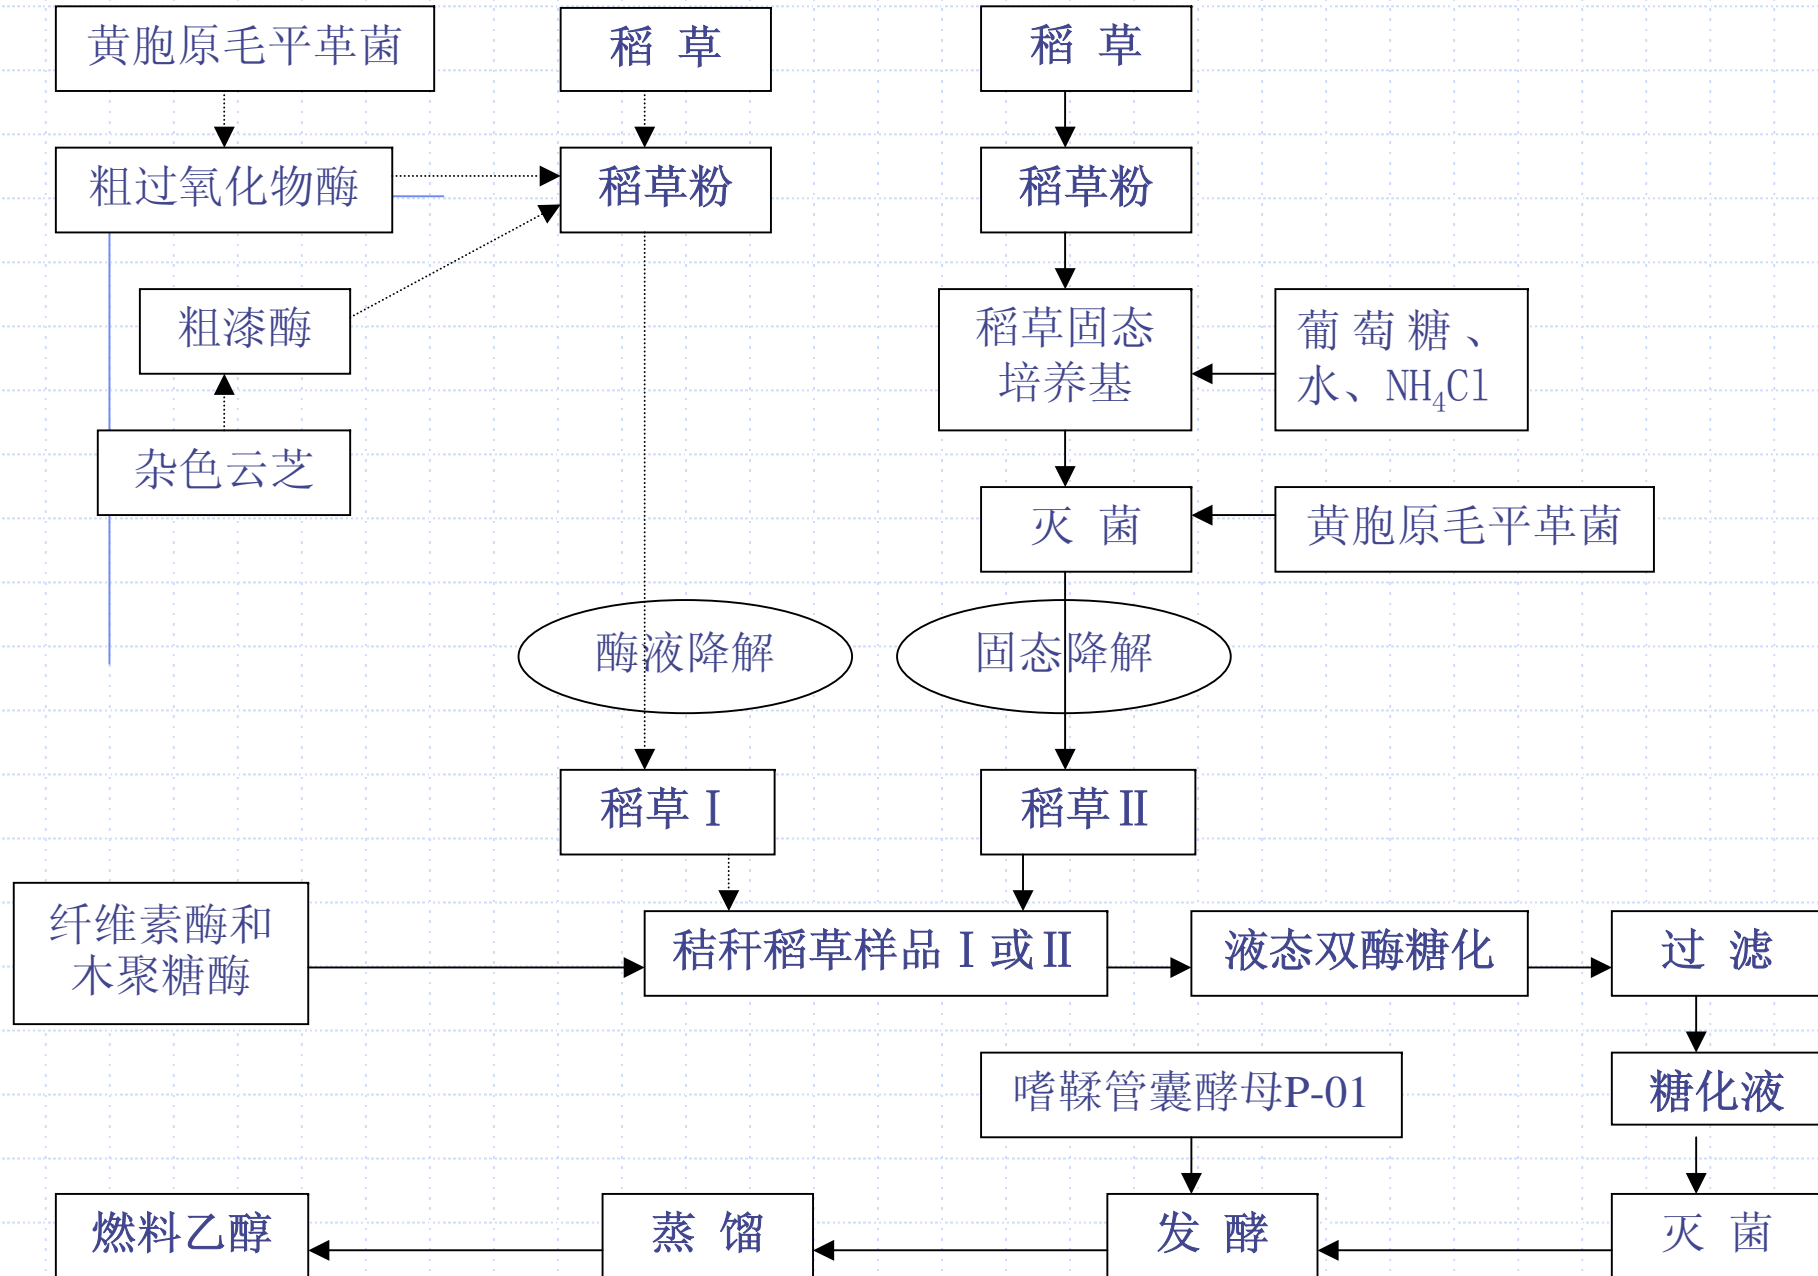 黄胞原毛平革菌
稻 草
稻 草
粗过氧化物酶
稻草粉
稻草粉
粗漆酶
稻草固态
培养基
葡萄糖、
水、NH₄Cl
杂色云芝
灭 菌
黄胞原毛平革菌
酶液降解
固态降解
稻草Ⅰ
稻草Ⅱ
纤维素酶和
木聚糖酶
秸秆稻草样品Ⅰ或Ⅱ
液态双酶糖化
过 滤
嗜鞣管囊酵母P-01
糖化液
燃料乙醇
蒸 馏
发 酵
灭 菌